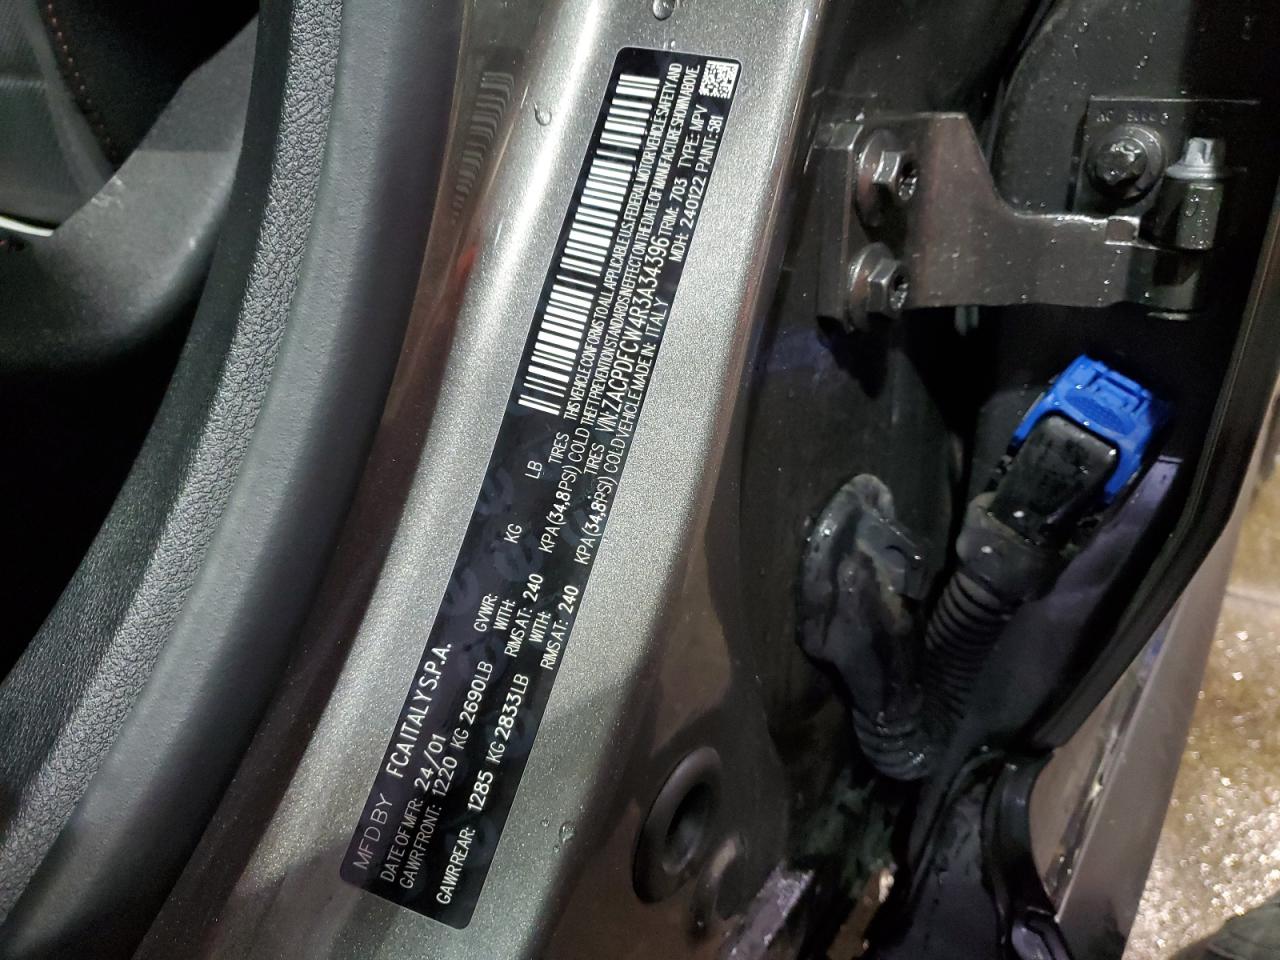 MFD BY FCA ITALY S.P.A.
DATE OF MFR: 24/01 GVWR: KG LB
GAWR FRONT: 1220 KG 2690LB WITH: TIRES
RIMS AT: 240 KPA(34,8PSI) COLD
GAWR REAR: 1285 KG 2833LB WITH: TIRES
RIMS AT: 240 KPA(34,8PSI) COLD
THIS VEHICLE CONFORMS TO ALL APPLICABLE U.S. FEDERAL MOTOR VEHICLE SAFETY AND
THEFT PREVENTION STANDARDS IN EFFECT ON THE DATE OF MANUFACTURE SHOWN ABOVE.
VIN: ZACPDFCW4R3A34396 TRIM: 703 TYPE: MPV
VEHICLE MADE IN: ITALY MDH: 240122 PAINT: 581